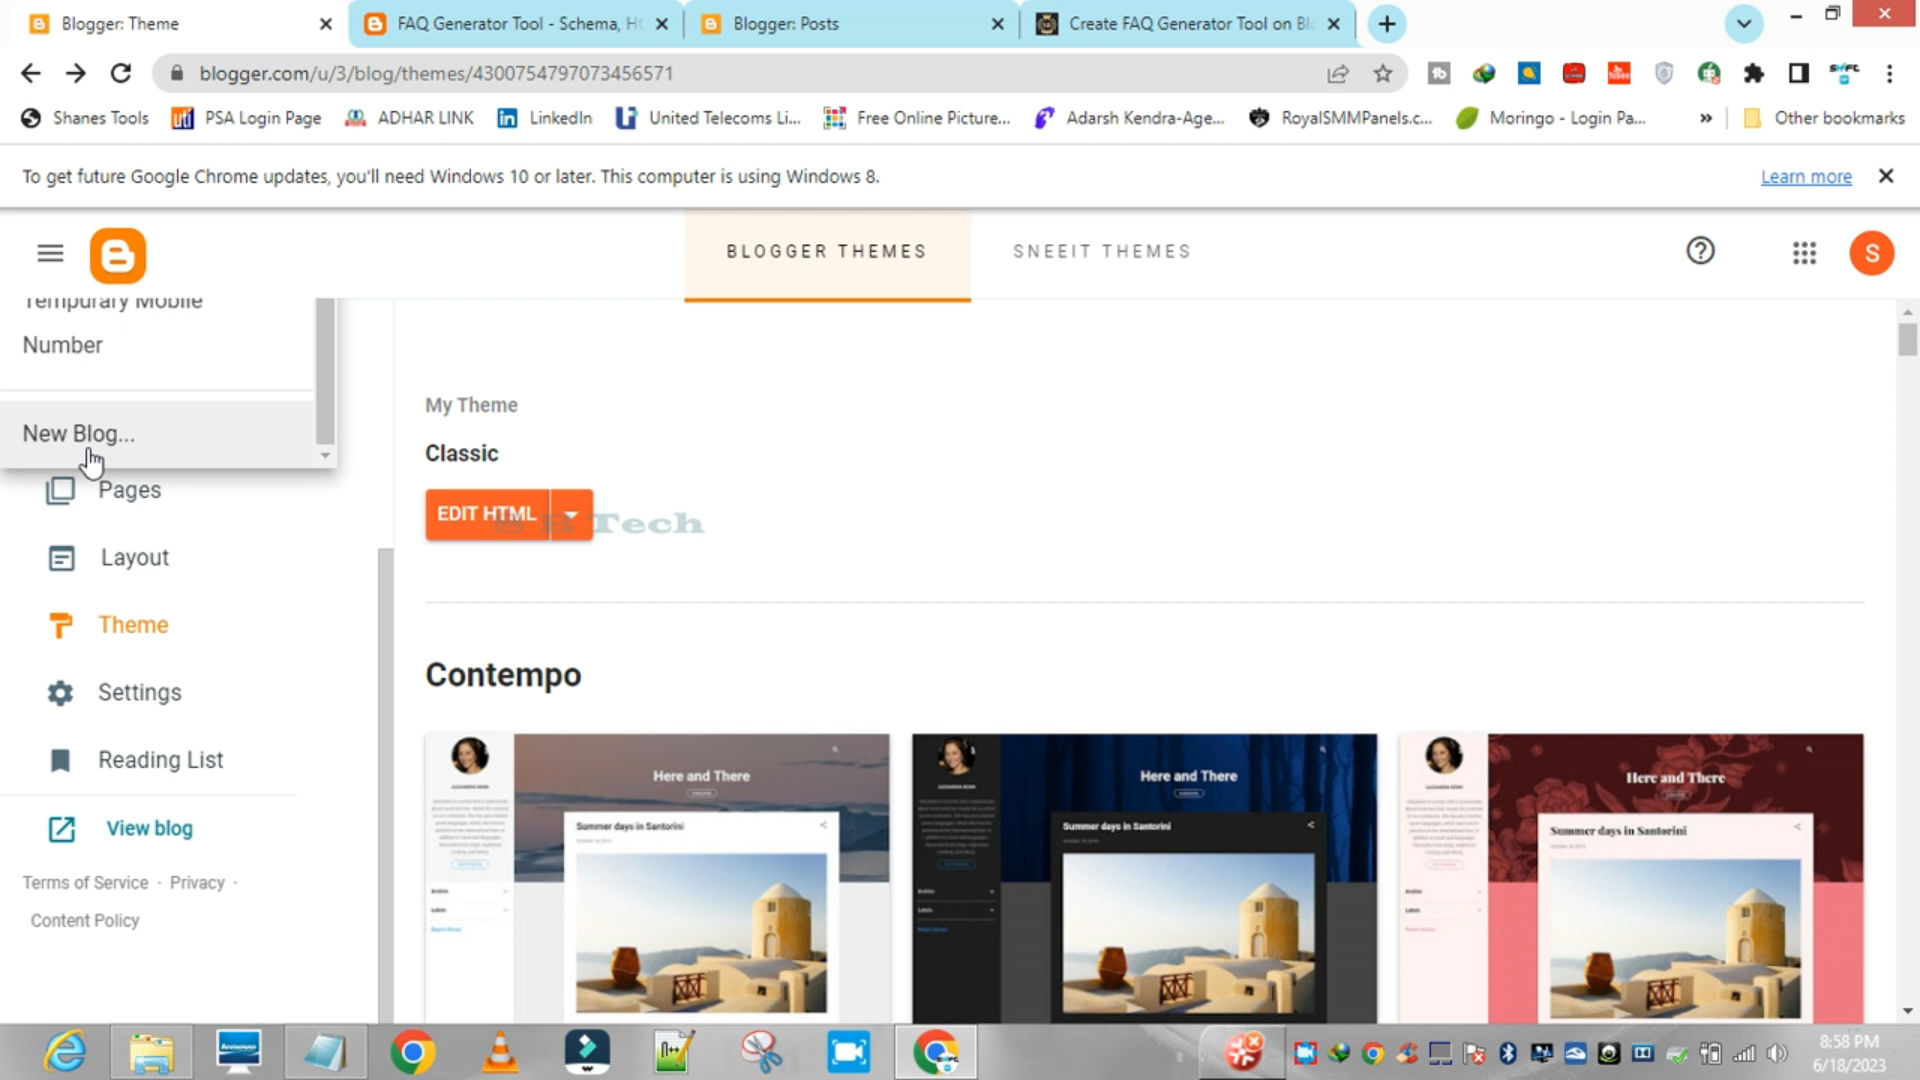 Blogger: Theme
FAQ Generator Tool - Schema, Ht
Blogger: Posts
Create FAQ Generator Tool on Blo
blogger.com/u/3/blog/themes/4300754797073456571
Shanes Tools
PSA Login Page
ADHAR LINK
LinkedIn
United Telecoms Li...
Free Online Picture...
Adarsh Kendra-Age...
RoyalSMMPanels.c...
Moringo - Login Pa...
»
Other bookmarks
To get future Google Chrome updates, you'll need Windows 10 or later. This computer is using Windows 8.
Learn more
BLOGGER THEMES
SNEEIT THEMES
S
Temporary Mobile
Number
New Blog...
Pages
Layout
Theme
Settings
Reading List
View blog
Terms of Service · Privacy ·
Content Policy
My Theme
Classic
EDIT HTML
S B Tech
Contempo
Here and There
Summer days in Santorini
Here and There
Summer days in Santorini
Here and There
Summer days in Santorini
lenovo
8:58 PM
6/18/2023